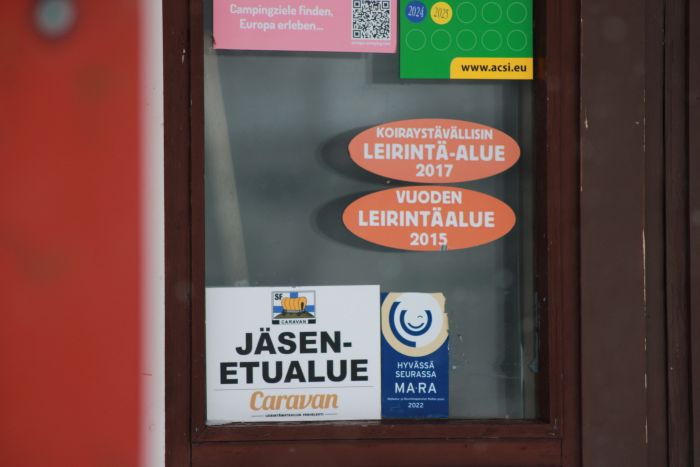 Campingziele finden,
Europa erleben...
2024 2025
www.acsi.eu
KOIRAYSTÄVÄLLISIN
LEIRINTÄ-ALUE
2017
VUODEN
LEIRINTÄALUE
2015
SF
CARAVAN
JÄSEN-
ETUALUE
Caravan
HYVÄSSÄ
SEURASSA
MA·RA
2022